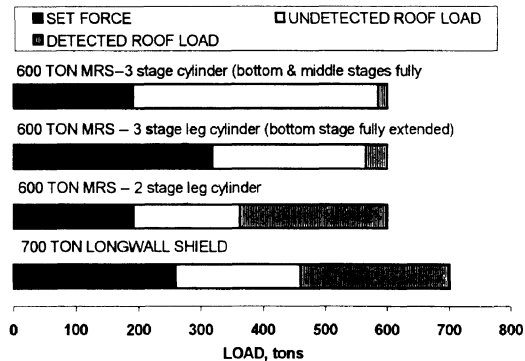 SET FORCE UNDETECTED ROOF LOAD
DETECTED ROOF LOAD
600 TON MRS–3 stage cylinder (bottom & middle stages fully
600 TON MRS – 3 stage leg cylinder (bottom stage fully extended)
600 TON MRS – 2 stage leg cylinder
700 TON LONGWALL SHIELD
0 100 200 300 400 500 600 700 800
LOAD, tons